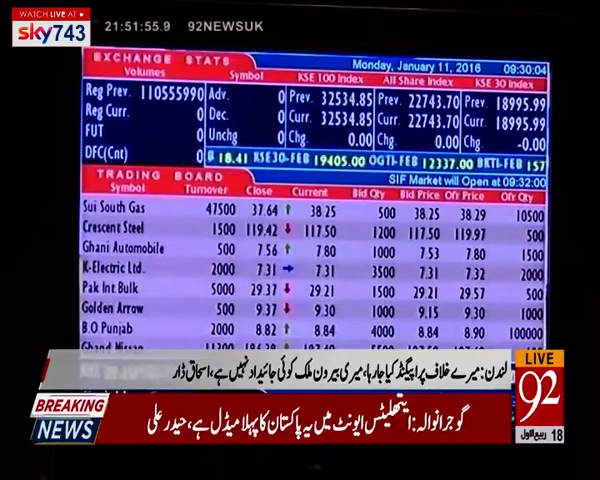 WATCH LIVE AT
sky743
21:51:55.9 92NEWSUK
EXCHANGE STATS
Monday, January 11, 2016 09:30:04
Volumes Symbol KSE 100 Index All Share Index KSE 30 Index
Reg Prev. 110555990 Adv. 0 Prev. 32534.85 Prev. 22743.70 Prev. 18995.99
Reg Curr. 0 Dec. 0 Curr. 32534.85 Curr. 22743.70 Curr. 18995.99
FUT 0 Unchg 0 Chg. 0.00 Chg. 0.00 Chg. -0.00
DFC(Cnt) 0 18.41 KSE30-FEB 19405.00 OGTI-FEB 12337.00 BKTI-FEB 157
TRADING BOARD SIF Market will Open at 09:32:00
Symbol Turnover Close Current Bid Qty Bid Price Ofr Price Ofr Qty
Sui South Gas 47500 37.64 38.25 500 38.25 38.29 10500
Crescent Steel 1500 119.42 117.50 1200 117.50 119.97 500
Ghani Automobile 500 7.56 7.80 1000 7.53 7.80 1500
K-Electric Ltd. 2000 7.31 7.31 3500 7.31 7.32 2000
Pak Int Bulk 5000 29.37 29.21 1500 29.21 29.57 500
Golden Arrow 500 9.37 9.30 1000 9.15 9.30 1000
B.O.Punjab 2000 8.82 8.84 4000 8.84 8.90 100000
Ghand Nissan
لندن: میرے خلاف پراپیگنڈ کیا جا رہا، میری بیرون ملک کوئی جائیداد نہیں ہے، اسحاق ڈار
LIVE
92
BREAKING
NEWS
گوجرانوالہ: ایتھلیٹس ایونٹ میں یہ پاکستان کا پہلا میڈل ہے، حیدر علی
18 ربیع الاول